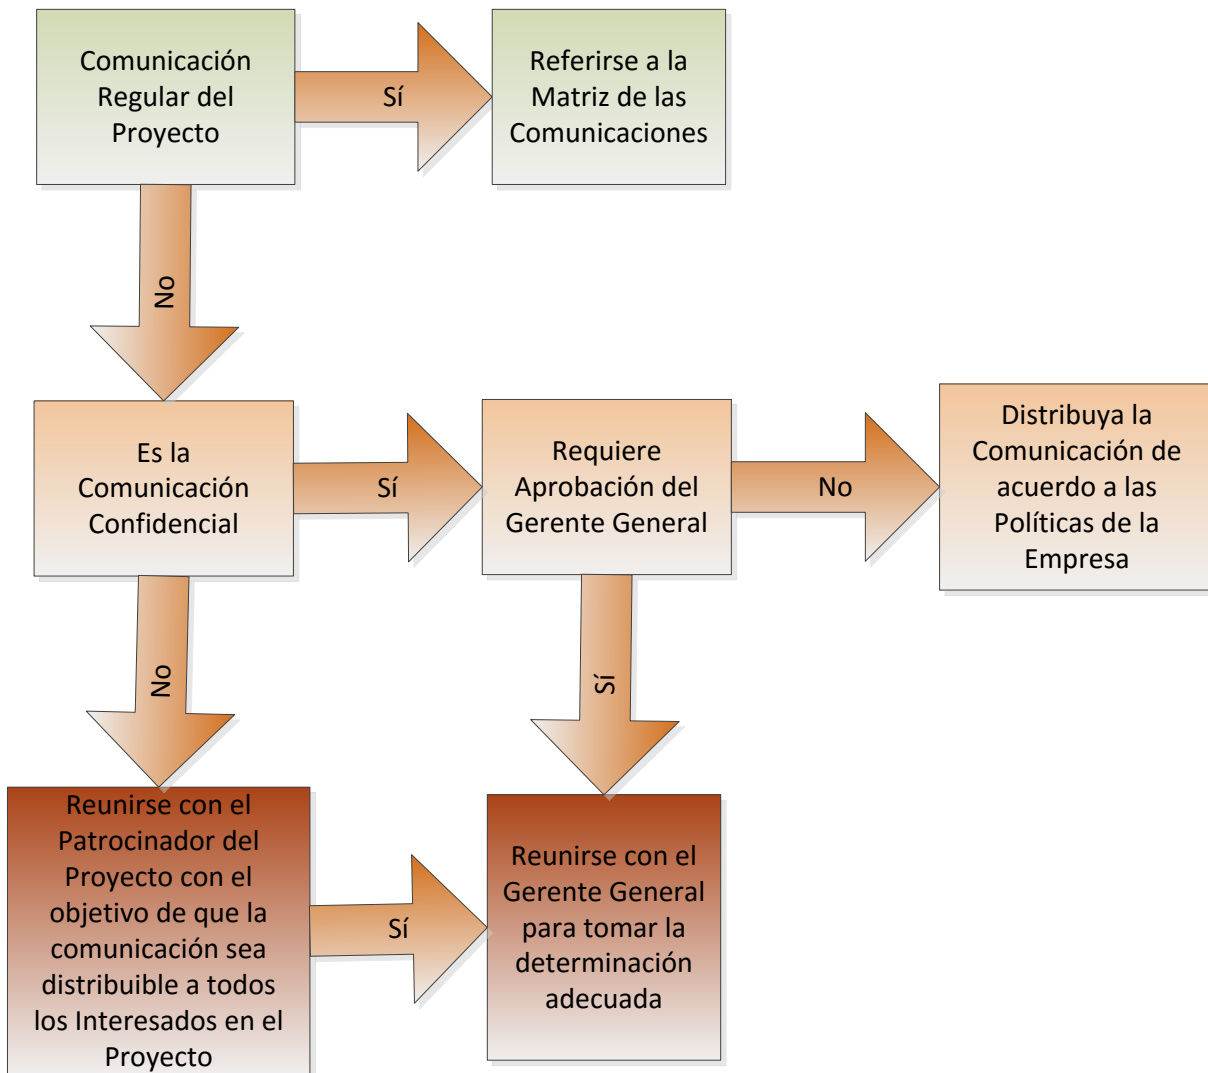 Comunicación
Regular del
Proyecto
Sí
Referirse a la
Matriz de las
Comunicaciones
No
Es la
Comunicación
Confidencial
Sí
Requiere
Aprobación del
Gerente General
No
Distribuya la
Comunicación de
acuerdo a las
Políticas de la
Empresa
No
Sí
Reunirse con el
Patrocinador del
Proyecto con el
objetivo de que la
comunicación sea
distribuible a todos
los Interesados en el
Proyecto
Sí
Reunirse con el
Gerente General
para tomar la
determinación
adecuada